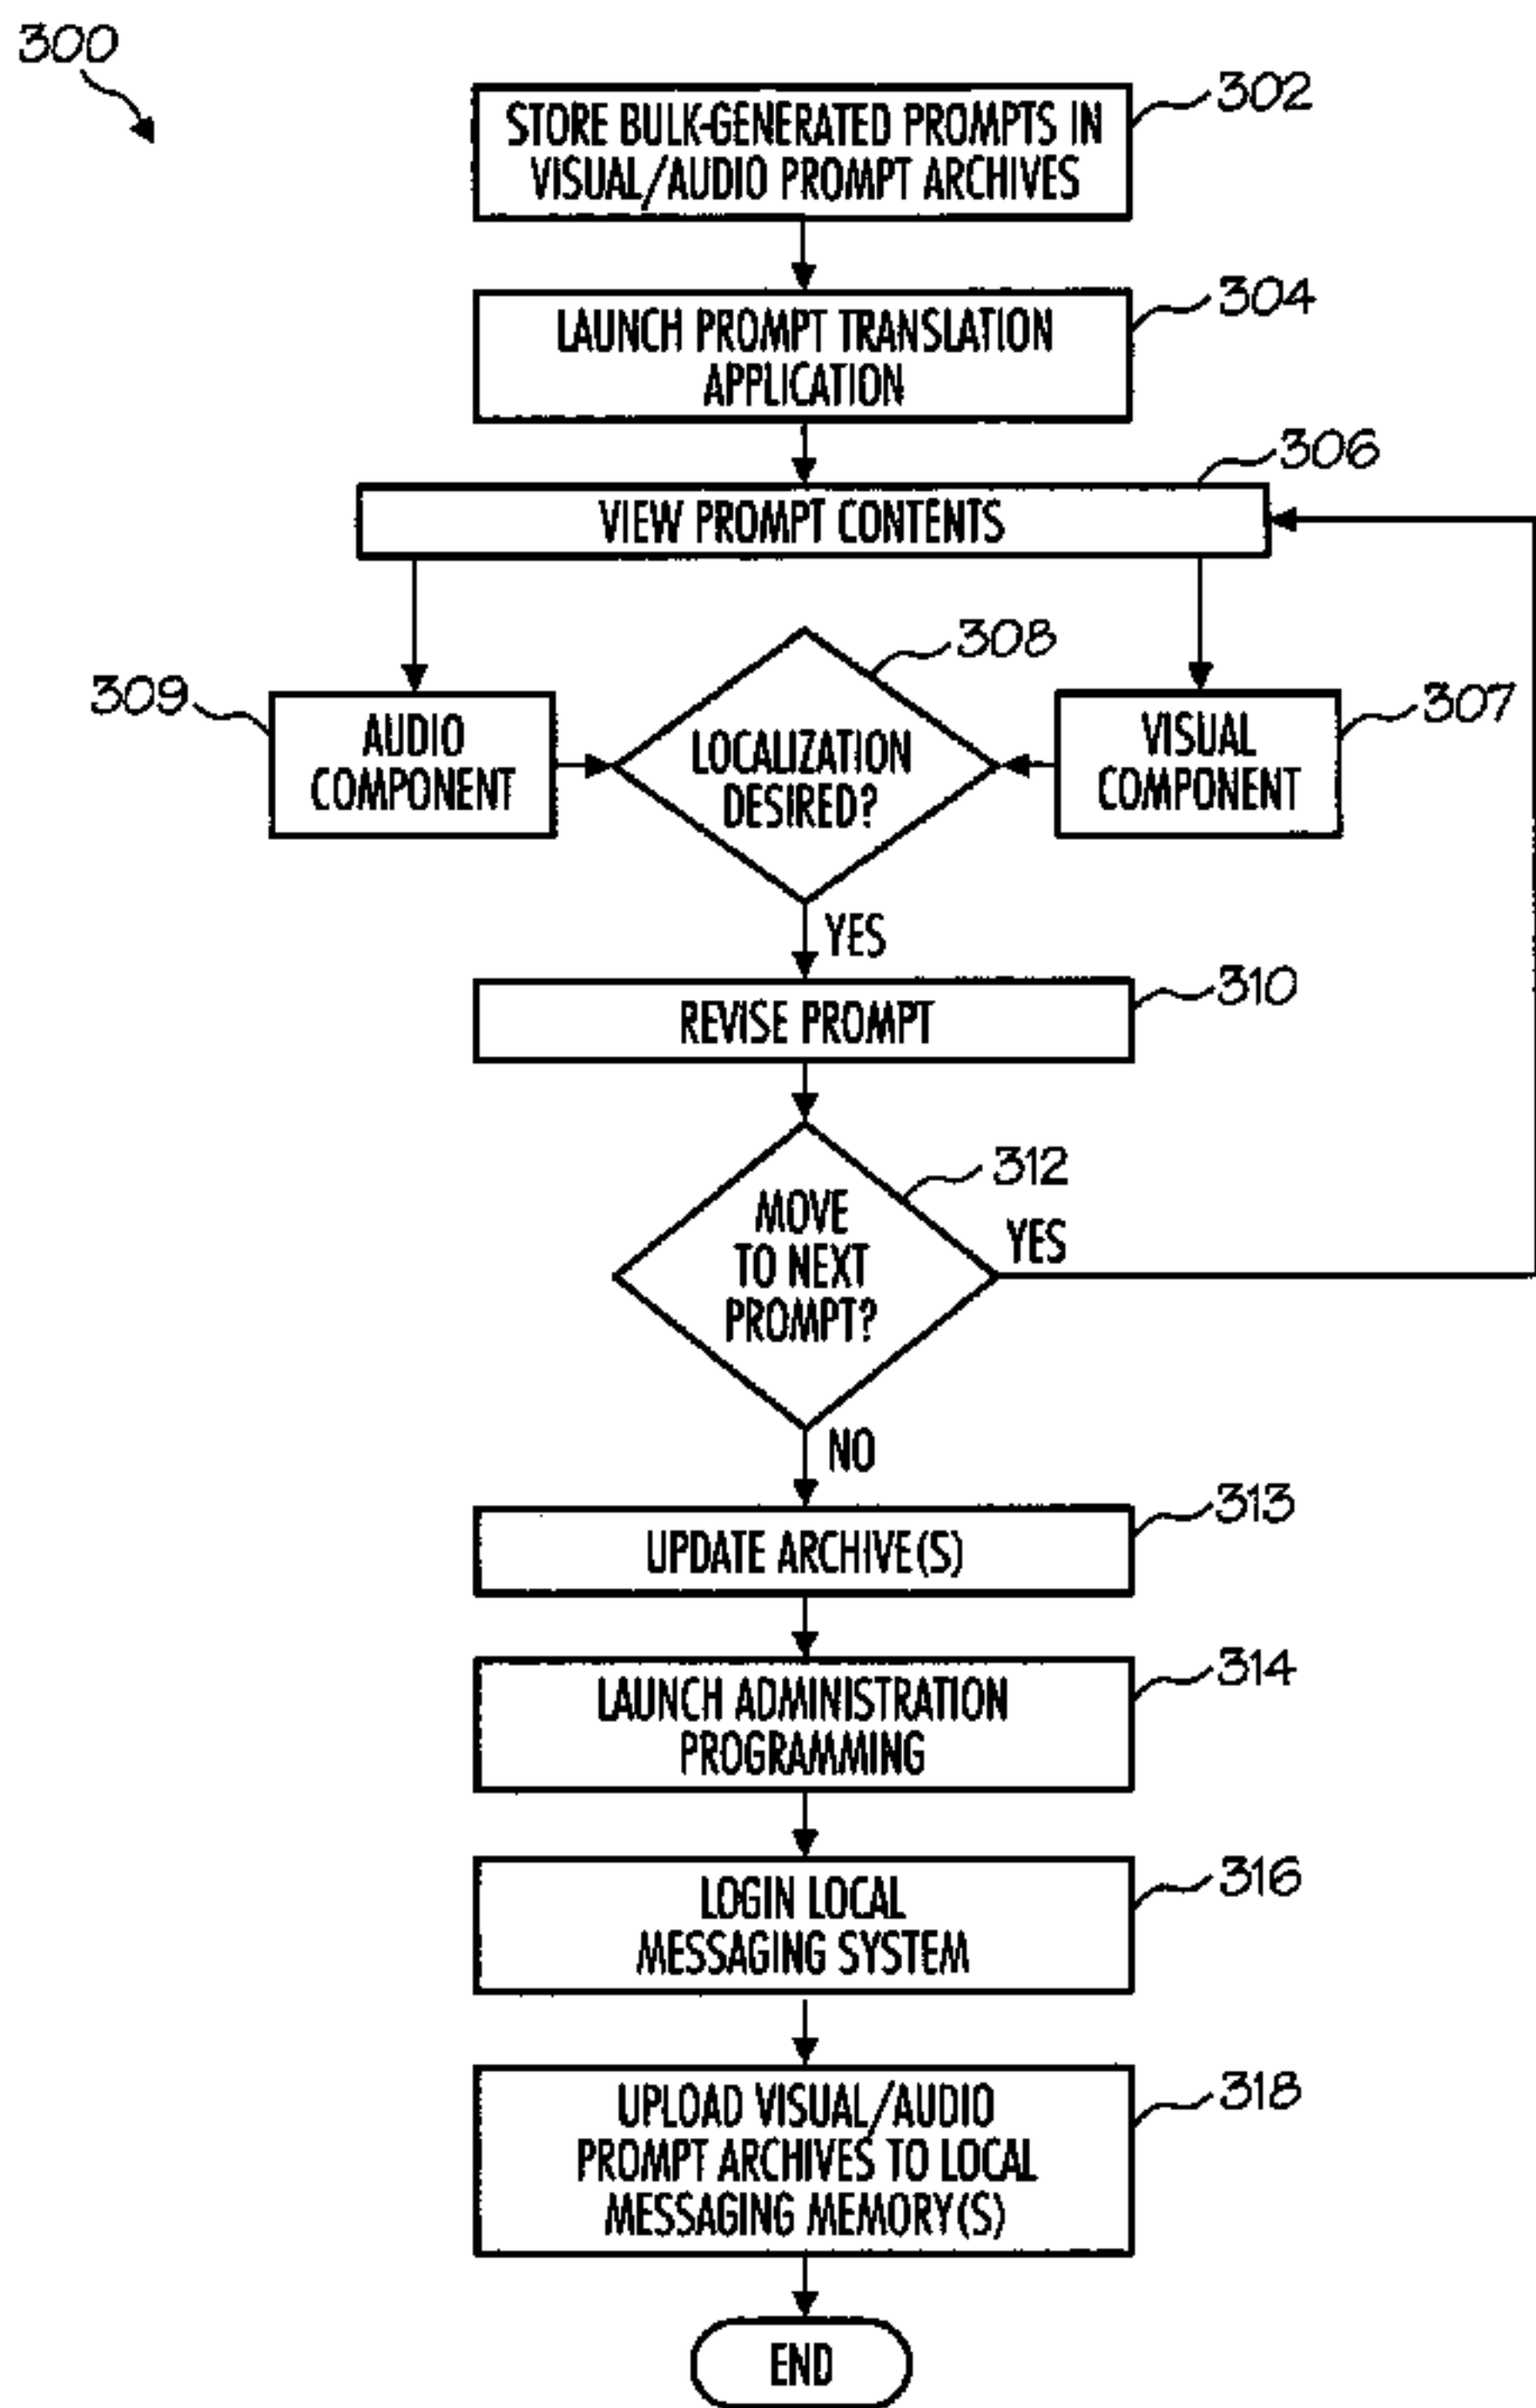 300
302
STORE BULK-GENERATED PROMPTS IN
VISUAL/AUDIO PROMPT ARCHIVES
304
LAUNCH PROMPT TRANSLATION
APPLICATION
306
VIEW PROMPT CONTENTS
308
309
307
AUDIO
COMPONENT
LOCALIZATION
DESIRED?
VISUAL
COMPONENT
YES
310
REVISE PROMPT
312
MOVE
TO NEXT
PROMPT?
YES
NO
313
UPDATE ARCHIVE(S)
314
LAUNCH ADMINISTRATION
PROGRAMMING
316
LOGIN LOCAL
MESSAGING SYSTEM
318
UPLOAD VISUAL/AUDIO
PROMPT ARCHIVES TO LOCAL
MESSAGING MEMORY(S)
END